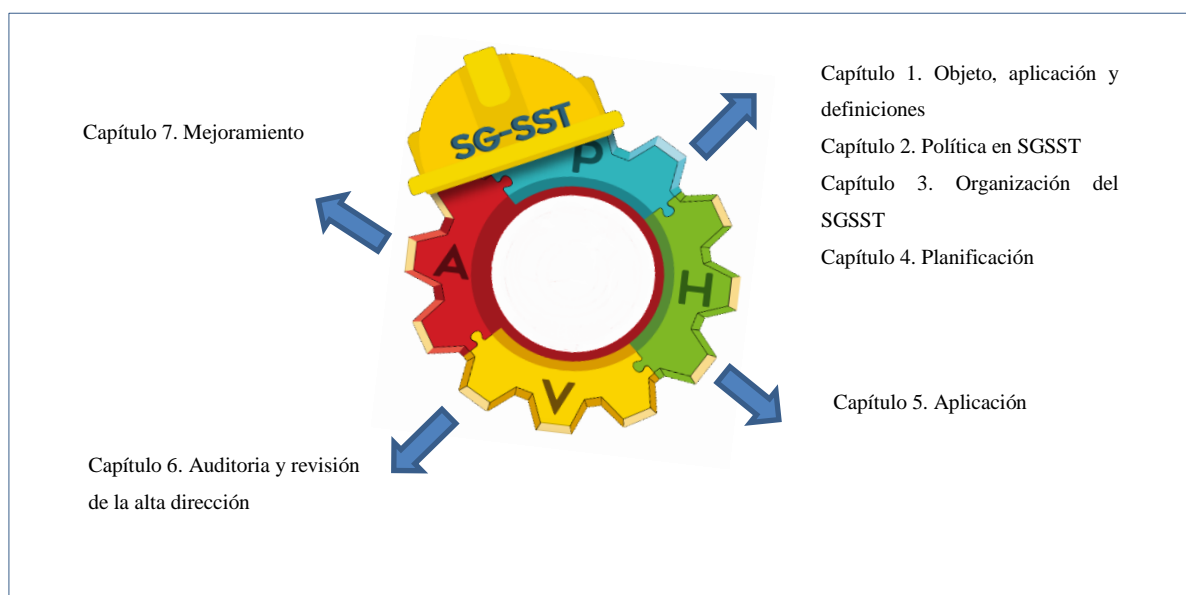 Capítulo 1. Objeto, aplicación y
definiciones
Capítulo 2. Política en SGSST
Capítulo 3. Organización del
SGSST
Capítulo 4. Planificación
Capítulo 7. Mejoramiento
SG-SST
P
A
H
V
Capítulo 5. Aplicación
Capítulo 6. Auditoria y revisión
de la alta dirección